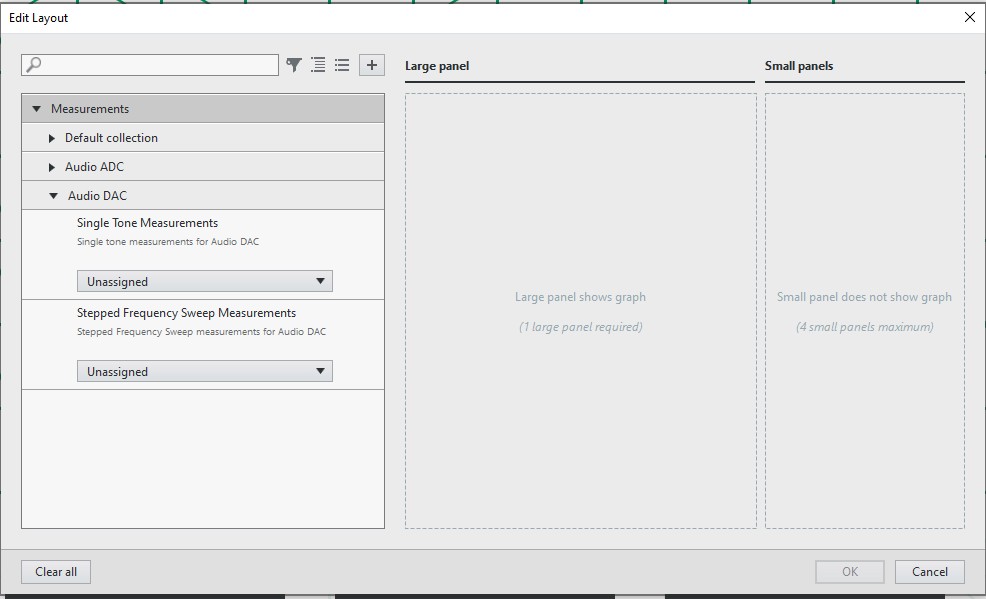 Edit Layout
Large panel
Small panels
Measurements
Default collection
Audio ADC
Audio DAC
Single Tone Measurements
Single tone measurements for Audio DAC
Unassigned
Stepped Frequency Sweep Measurements
Stepped Frequency Sweep measurements for Audio DAC
Unassigned
Large panel shows graph
(1 large panel required)
Small panel does not show graph
(4 small panels maximum)
Clear all
OK
Cancel